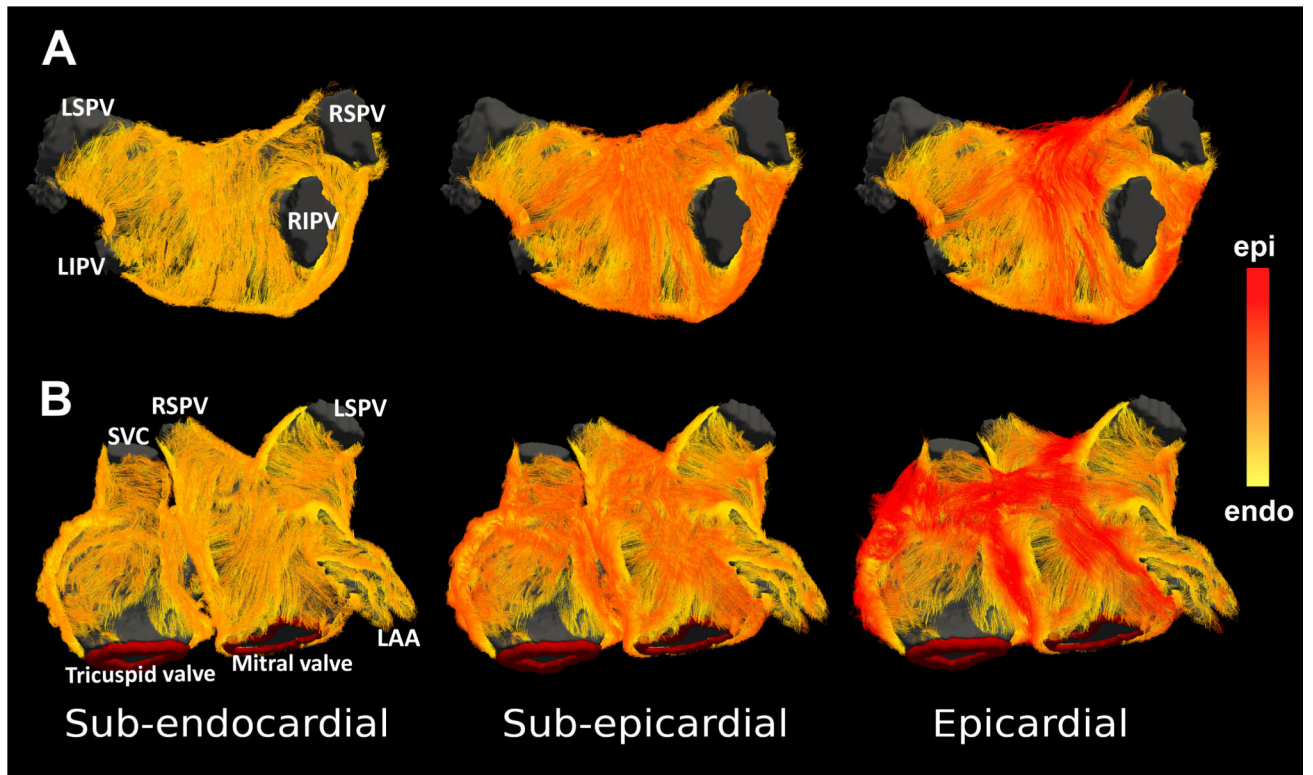 A
LSPV
RSPV
RIPV
LIPV
epi
endo
B
RSPV
LSPV
SVC
LAA
Mitral valve
Tricuspid valve
Sub-endocardial
Sub-epicardial
Epicardial